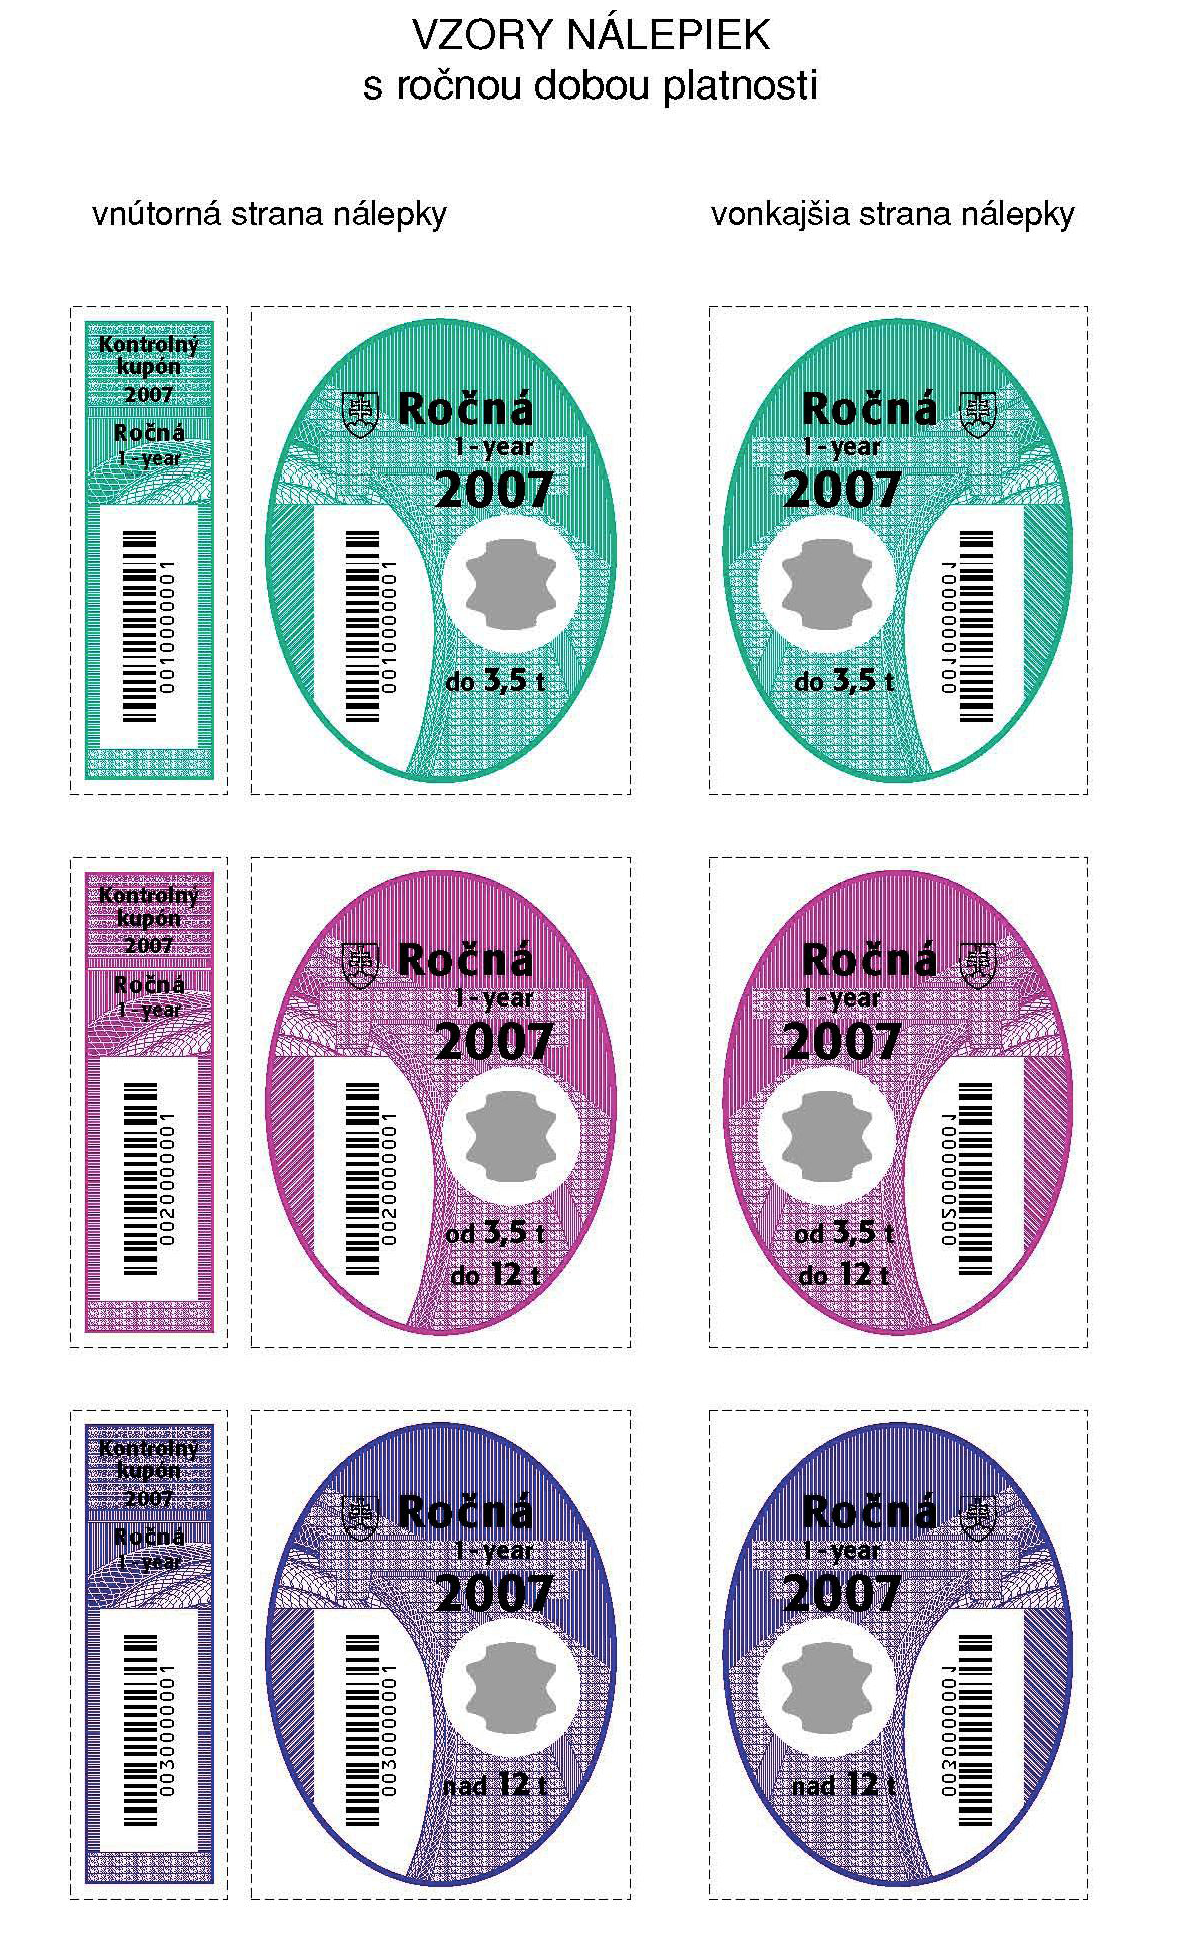 VZORY NÁLEPIEK
s ročnou dobou platnosti
vnútorná strana nálepky
vonkajšia strana nálepky
Kontrolný
kupón
2007
Ročná
1-year
0010000001
Ročná
1-year
2007
0010000001
do 3,5 t
Ročná
1-year
2007
0010000001
do 3,5 t
Kontrolný
kupón
2007
Ročná
1-year
0020000001
Ročná
1-year
2007
0020000001
od 3,5 t
do 12 t
Ročná
1-year
2007
0020000001
od 3,5 t
do 12 t
Kontrolný
kupón
2007
Ročná
1-year
0030000001
Ročná
1-year
2007
0030000001
nad 12 t
Ročná
1-year
2007
0030000001
nad 12 t